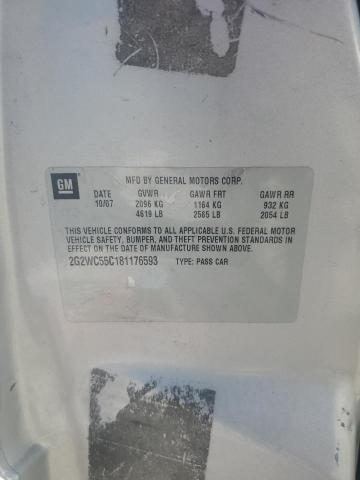 GM
MFD BY GENERAL MOTORS CORP.
DATE GVWR GAWR FRT GAWR RR
10/07 2096 KG 1164 KG 932 KG
4619 LB 2565 LB 2054 LB
THIS VEHICLE CONFORMS TO ALL APPLICABLE U.S. FEDERAL MOTOR
VEHICLE SAFETY, BUMPER, AND THEFT PREVENTION STANDARDS IN
EFFECT ON THE DATE OF MANUFACTURE SHOWN ABOVE.
2G2WC55C181176593 TYPE: PASS CAR